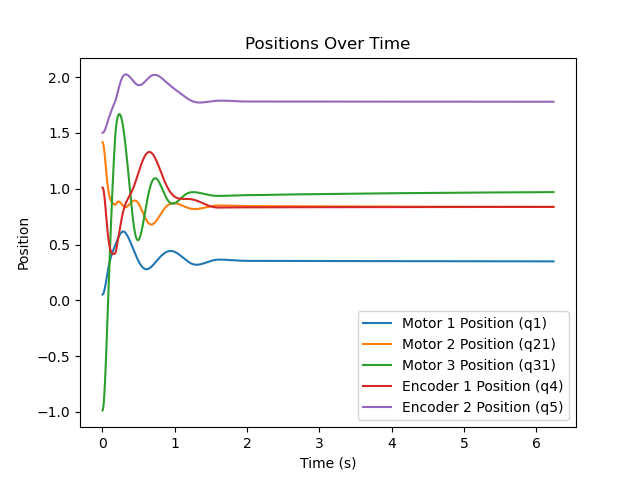 Positions Over Time
Position
2.0
1.5
1.0
0.5
0.0
−0.5
−1.0
Motor 1 Position (q1)
Motor 2 Position (q21)
Motor 3 Position (q31)
Encoder 1 Position (q4)
Encoder 2 Position (q5)
0 1 2 3 4 5 6
Time (s)